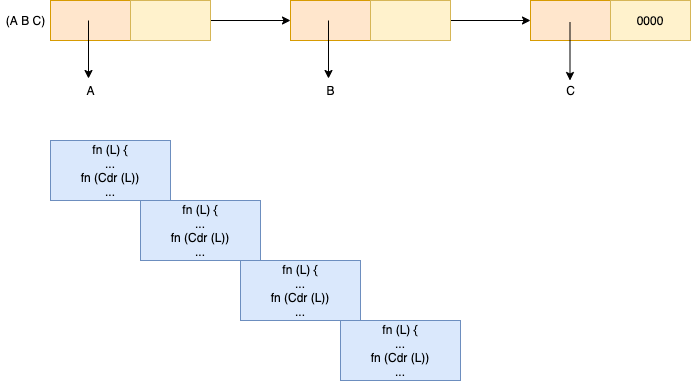 (A B C)
0000
A
B
C
fn (L) {
...
fn (Cdr (L))
...
fn (L) {
...
fn (Cdr (L))
...
fn (L) {
...
fn (Cdr (L))
...
fn (L) {
...
fn (Cdr (L))
...